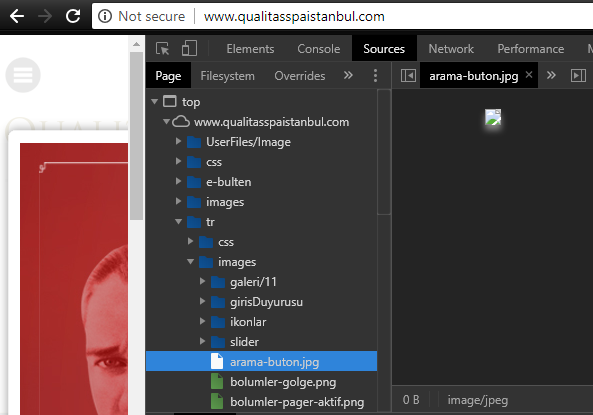 Not secure | www.qualitasspaistanbul.com
Elements Console Sources Network Performance
Page Filesystem Overrides » arama-buton.jpg × »
top
www.qualitasspaistanbul.com
UserFiles/Image
css
e-bulten
images
tr
css
images
galeri/11
girisDuyurusu
ikonlar
slider
arama-buton.jpg
bolumler-golge.png
bolumler-pager-aktif.png
0 B image/jpeg